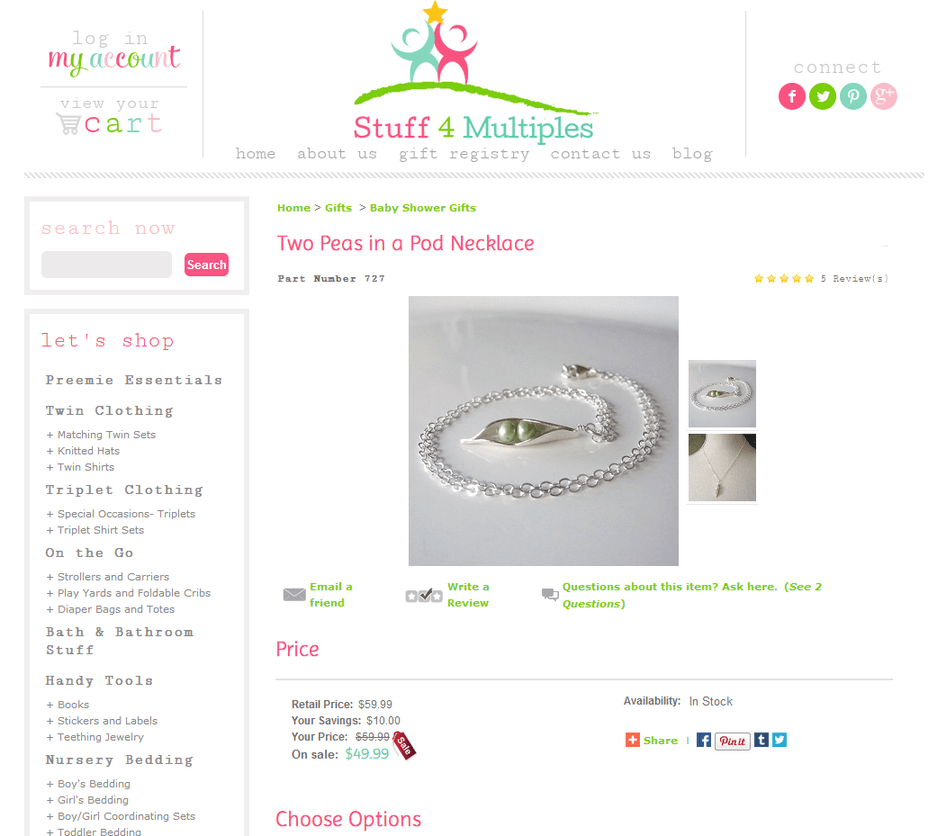 log in
my account
view your
cart
Stuff 4 Multiples
home about us gift registry contact us blog
connect
f
g+
search now
Search
let's shop
Preemie Essentials
Twin Clothing
+ Matching Twin Sets
+ Knitted Hats
+ Twin Shirts
Triplet Clothing
+ Special Occasions- Triplets
+ Triplet Shirt Sets
On the Go
+ Strollers and Carriers
+ Play Yards and Foldable Cribs
+ Diaper Bags and Totes
Bath & Bathroom
Stuff
Handy Tools
+ Books
+ Stickers and Labels
+ Teething Jewelry
Nursery Bedding
+ Boy's Bedding
+ Girl's Bedding
+ Boy/Girl Coordinating Sets
+ Toddler Bedding
Home > Gifts > Baby Shower Gifts
Two Peas in a Pod Necklace
Part Number 727
5 Review(s)
Email a
friend
Write a
Review
Questions about this item? Ask here. (See 2
Questions)
Price
Retail Price: $59.99
Your Savings: $10.00
Your Price: $59.99
On sale: $49.99
Sale
Availability: In Stock
Share
f
Pin it
t
Choose Options